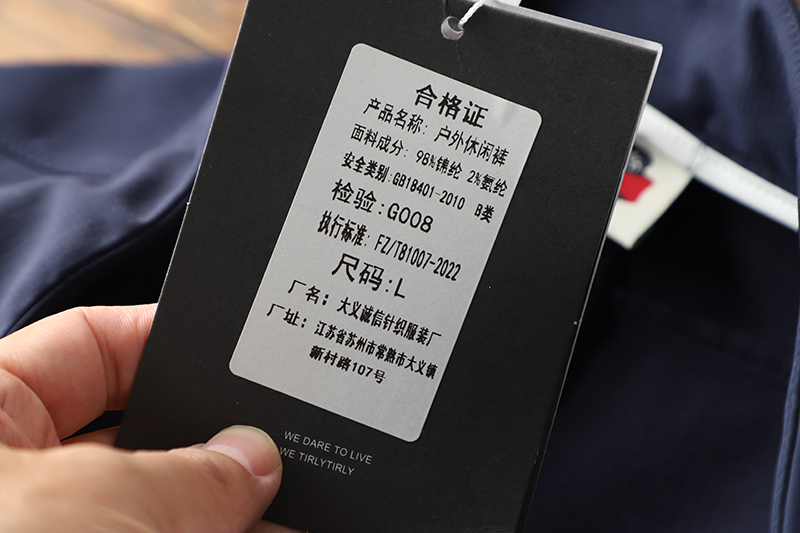 合格证
产品名称: 户外休闲裤
面料成分: 98%锦纶 2%氨纶
安全类别:GB18401-2010 B类
检验:G008
执行标准: FZ/T81007-2022
尺码:L
厂名: 大义诚信针织服装厂
厂址: 江苏省苏州市常熟市大义镇
新村路107号
WE DARE TO LIVE
WE TIRLYTIRLY